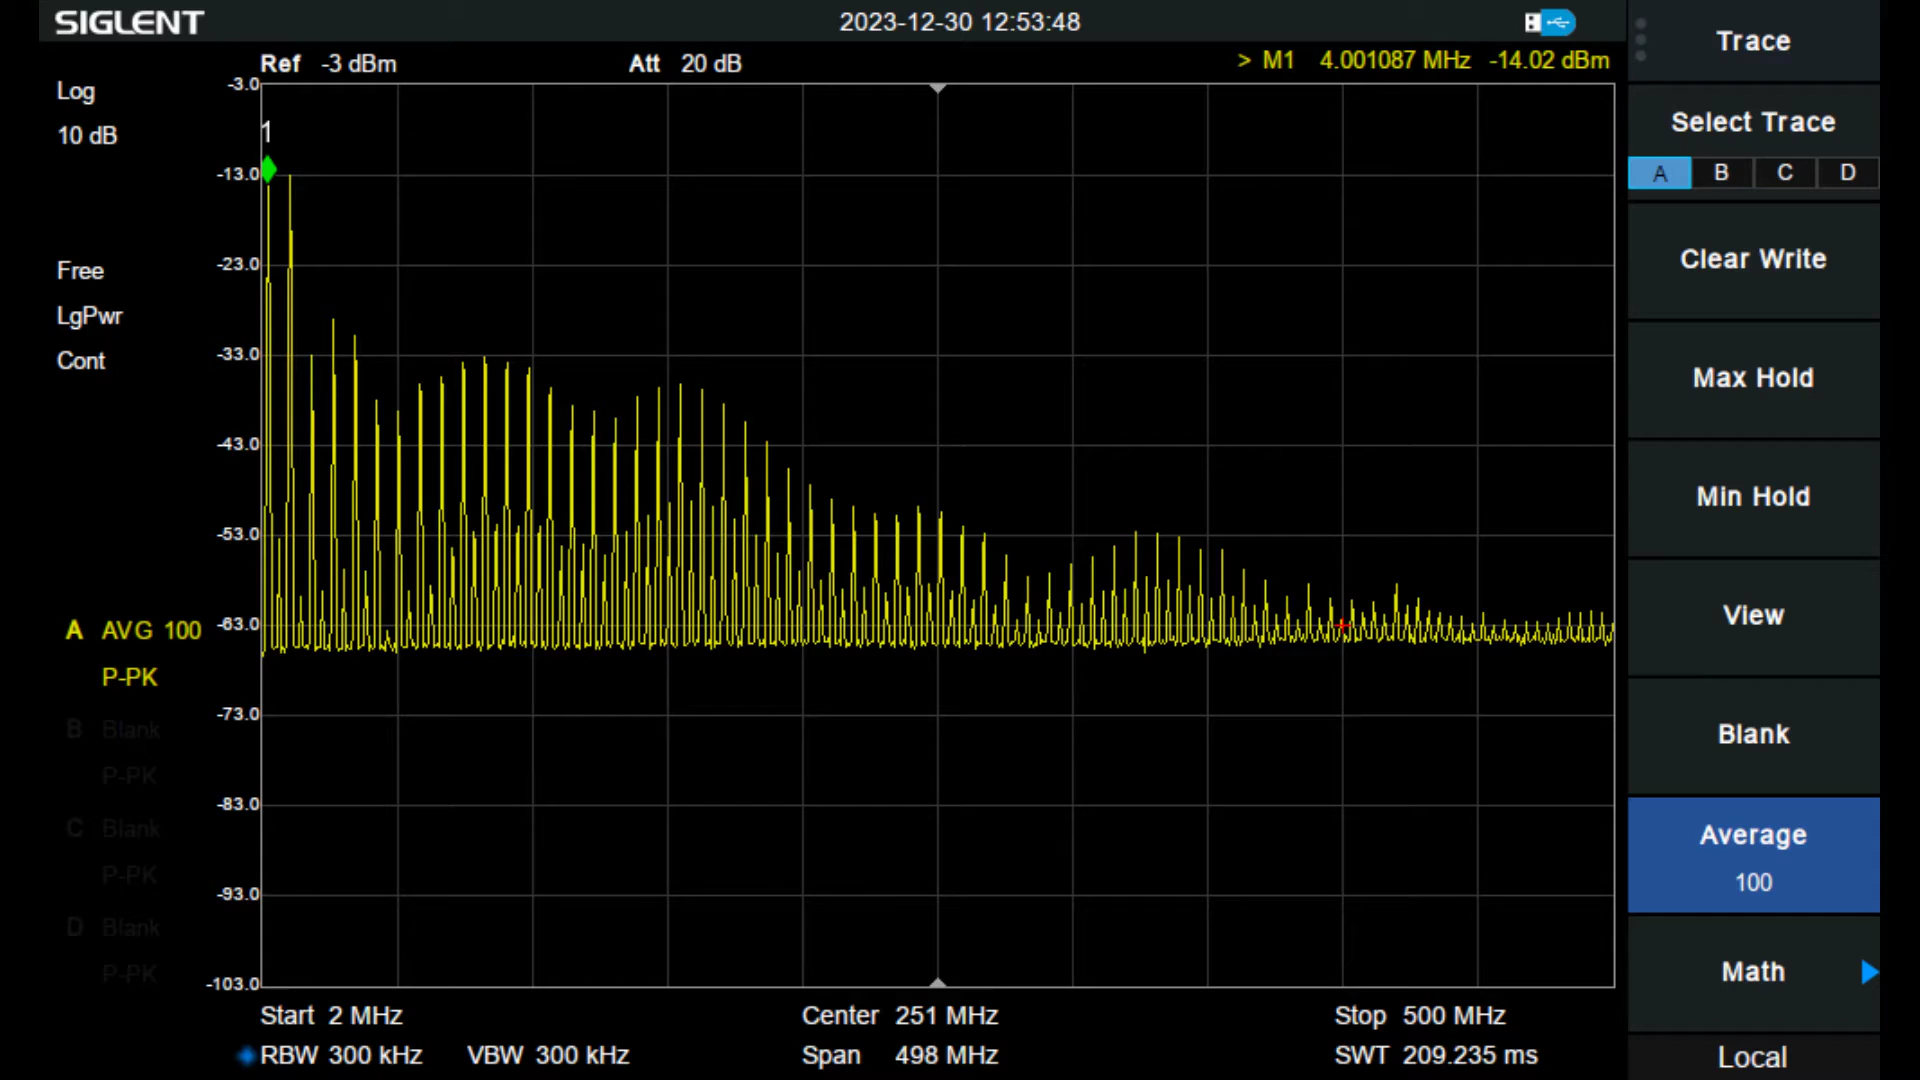 SIGLENT 2023-12-30 12:53:48
Ref -3 dBm Att 20 dB > M1 4.001087 MHz -14.02 dBm
Log
10 dB
Free
LgPwr
Cont
A AVG 100
P-PK
B Blank
P-PK
C Blank
P-PK
D Blank
P-PK
-3.0
-13.0
-23.0
-33.0
-43.0
-53.0
-63.0
-73.0
-83.0
-93.0
-103.0
1
Start 2 MHz Center 251 MHz Stop 500 MHz
RBW 300 kHz VBW 300 kHz Span 498 MHz SWT 209.235 ms
Trace
Select Trace
A B C D
Clear Write
Max Hold
Min Hold
View
Blank
Average
100
Math
Local